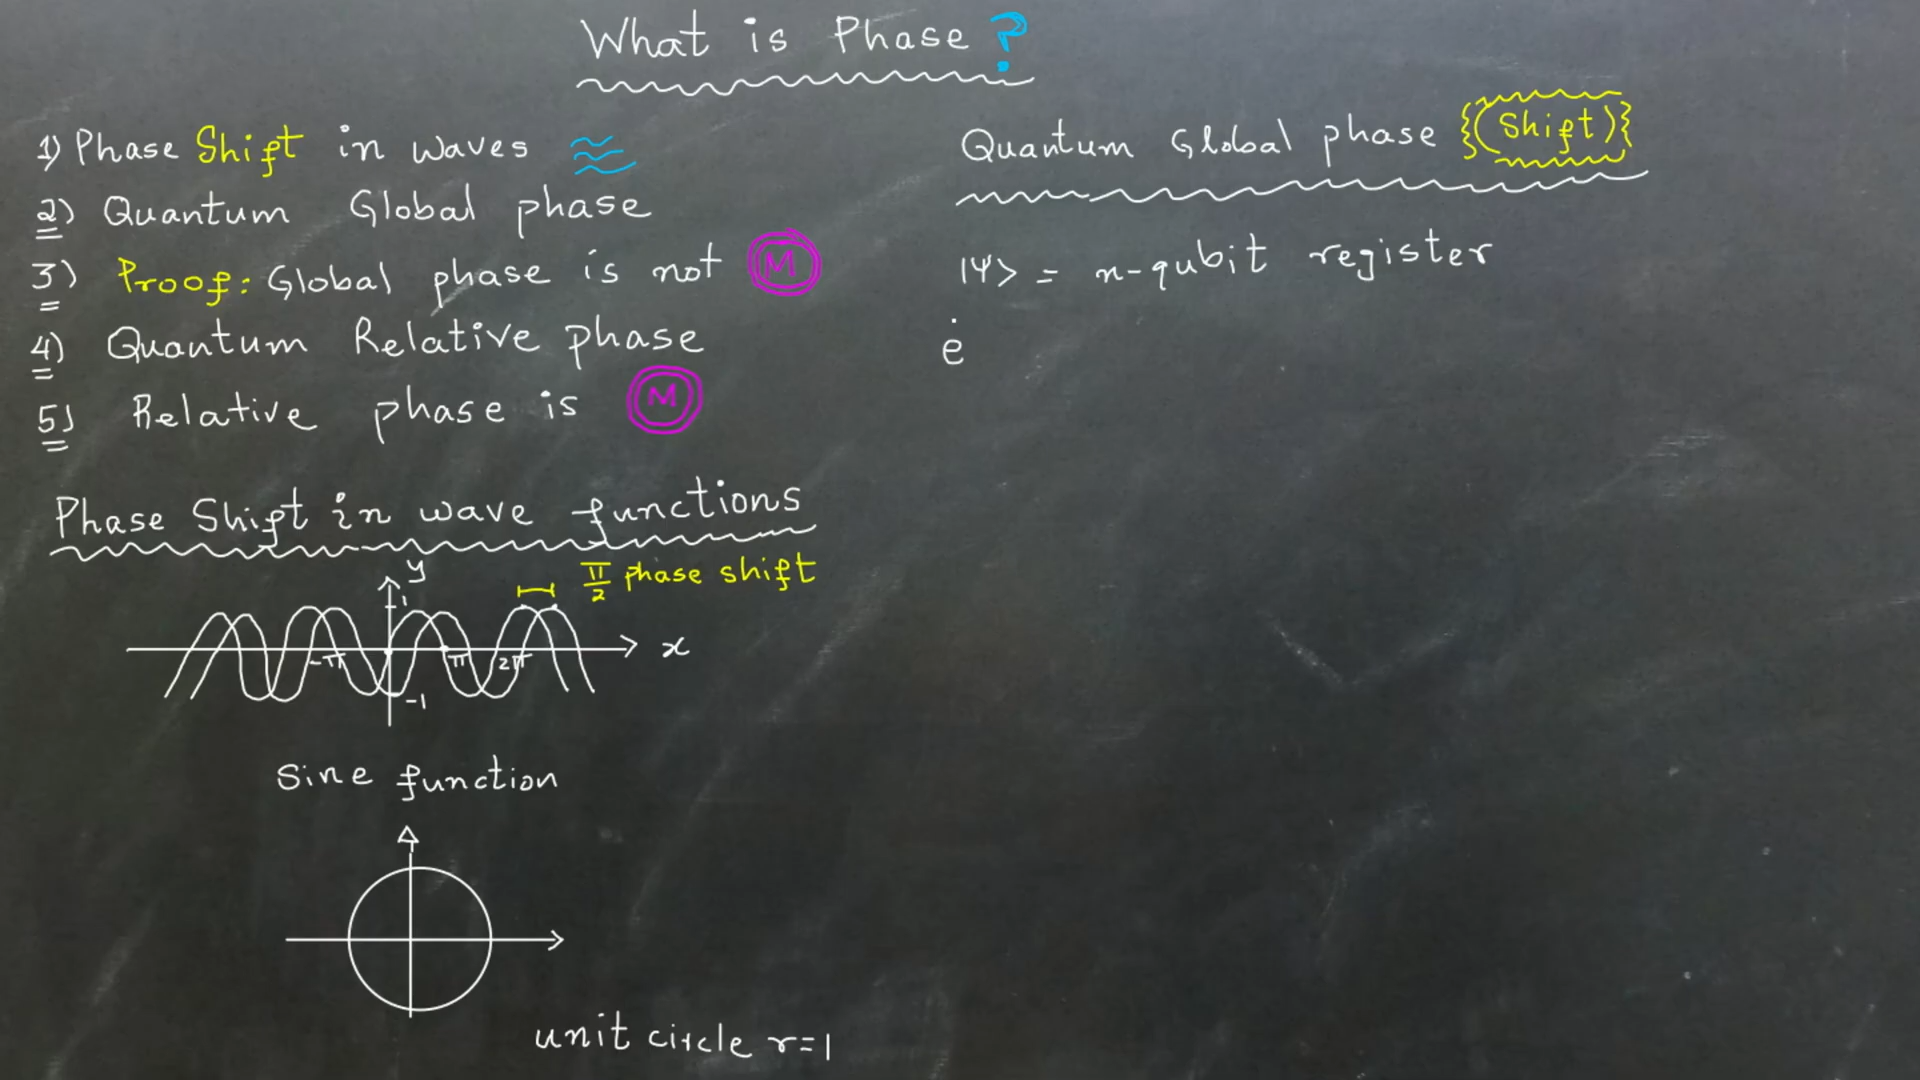 What is Phase ?
1) Phase Shift in waves
2) Quantum Global phase
3) Proof: Global phase is not M
4) Quantum Relative phase
5) Relative phase is M
Phase Shift in wave functions
y
π/2 phase shift
1
-π π 2π x
-1
Sine function
unit circle r=1
Quantum Global phase {(Shift)}
|Ψ> = n-qubit register
e